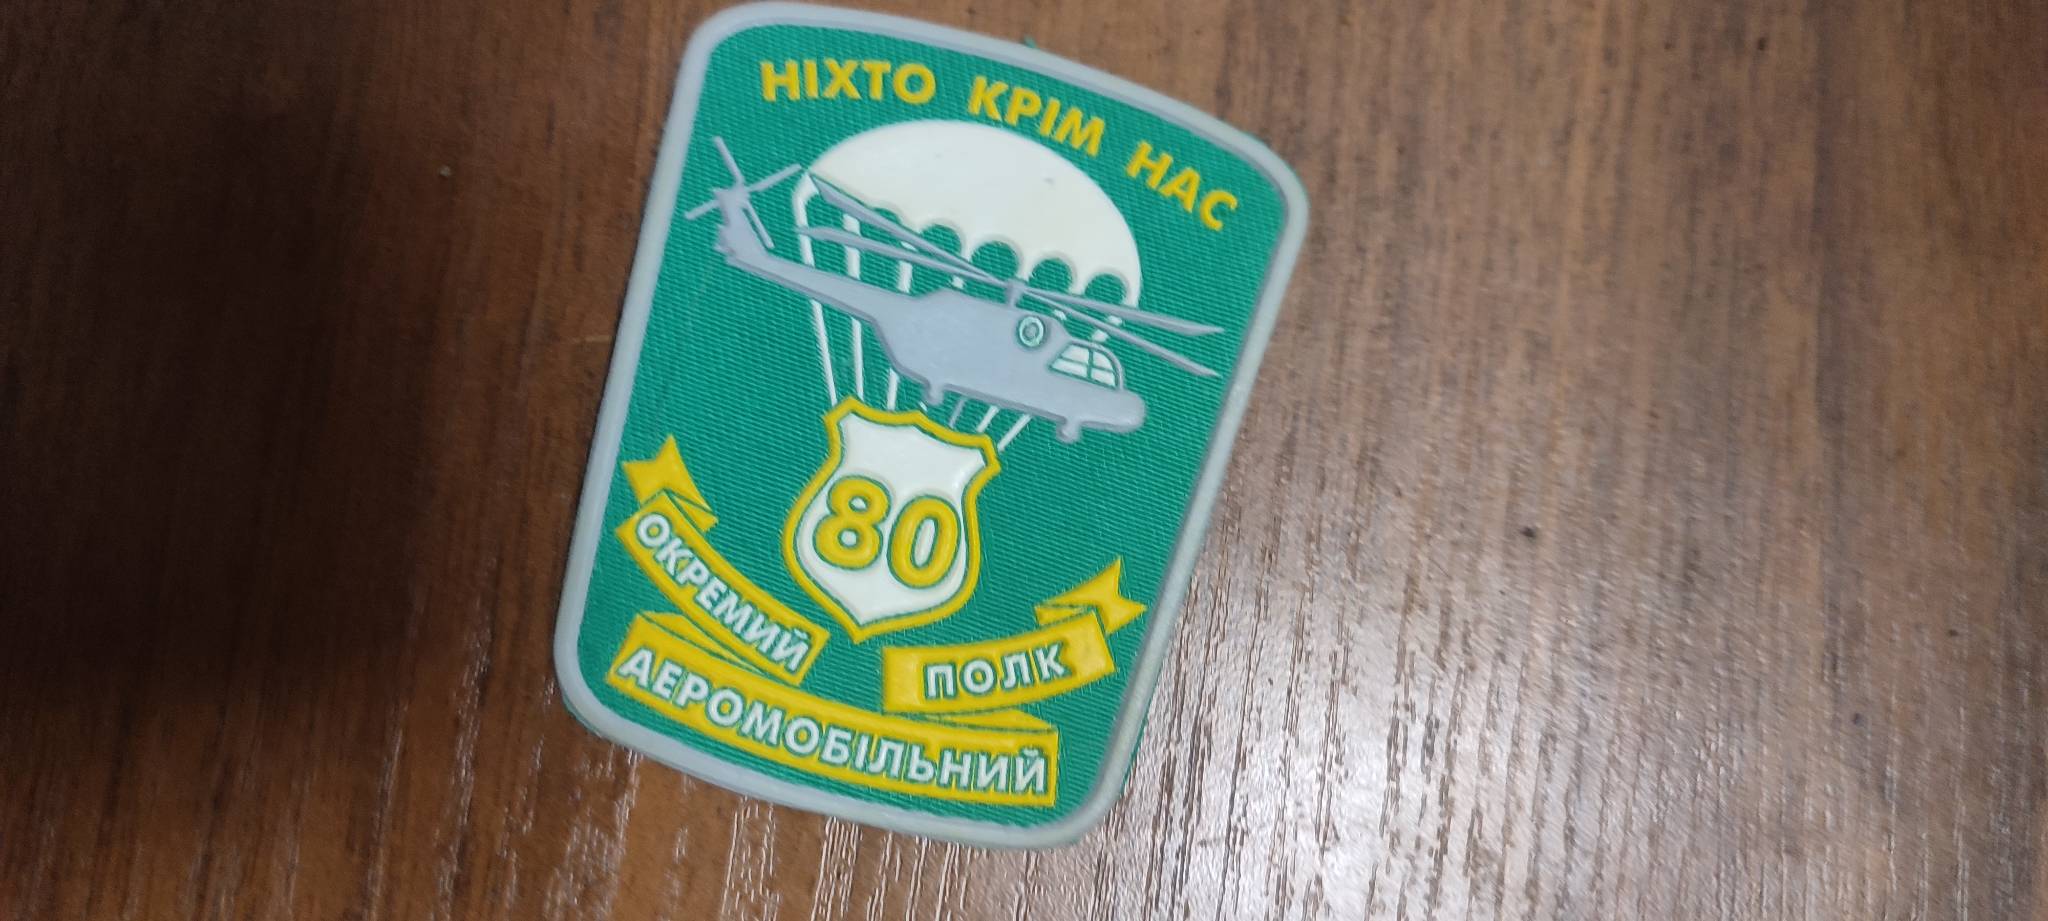 НІХТО КРІМ НАС
80
ОКРЕМИЙ
АЕРОМОБІЛЬНИЙ
ПОЛК